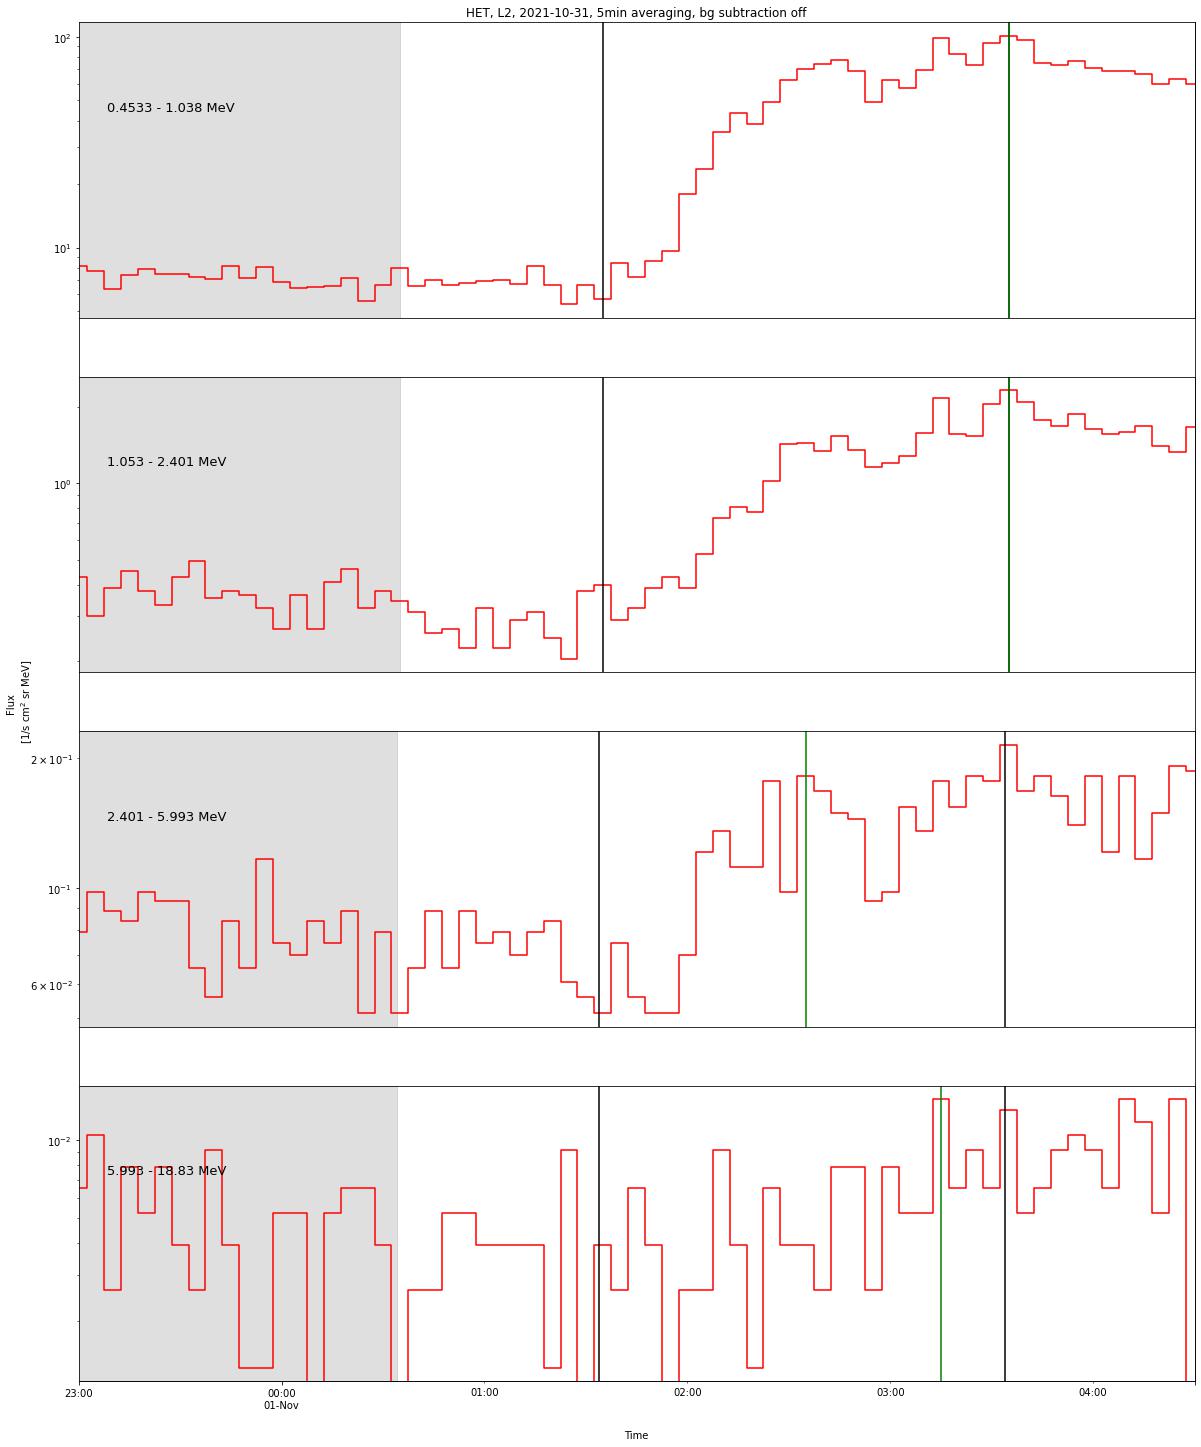 HET, L2, 2021-10-31, 5min averaging, bg subtraction off
10²
0.4533 - 1.038 MeV
10¹
1.053 - 2.401 MeV
10⁰
Flux
[1/s cm² sr MeV]
2 × 10⁻¹
2.401 - 5.993 MeV
10⁻¹
6 × 10⁻²
10⁻²
5.993 - 18.83 MeV
23:00 00:00 01:00 02:00 03:00 04:00
01-Nov
Time